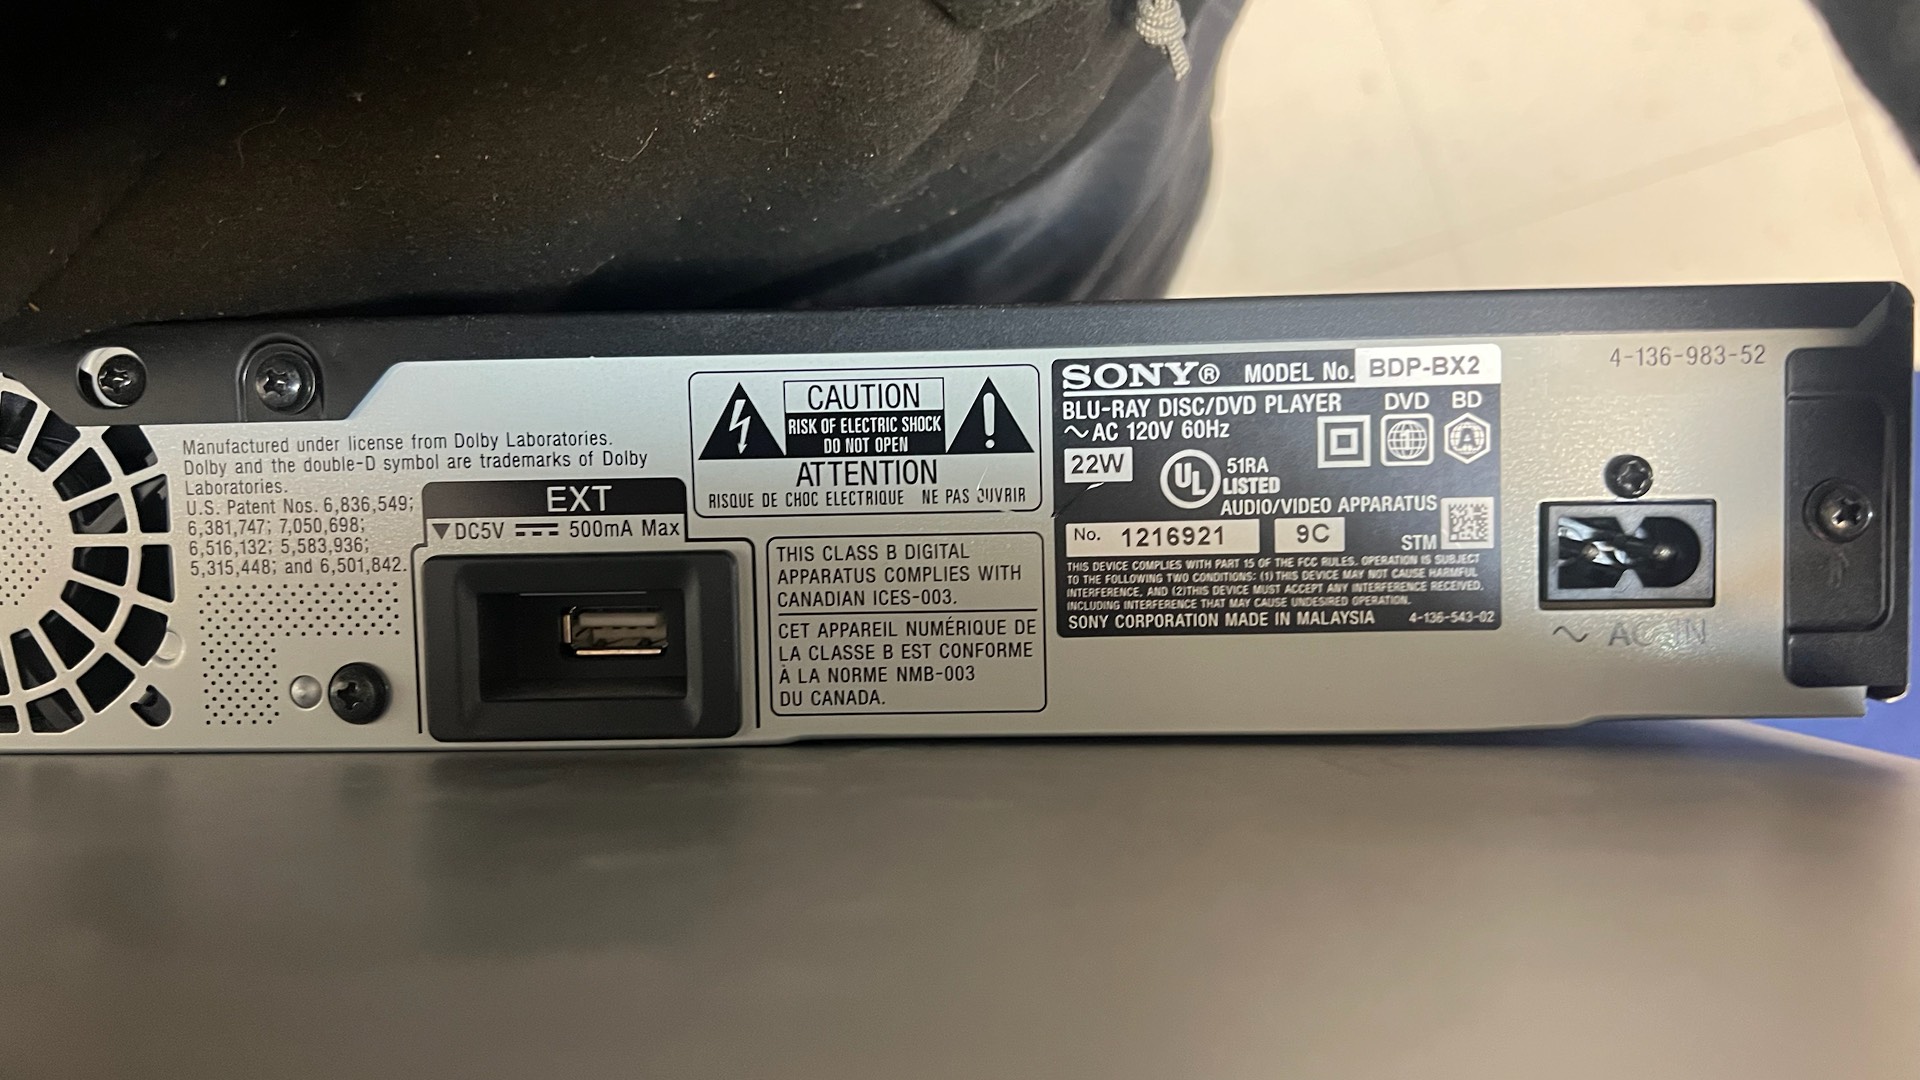 Manufactured under license from Dolby Laboratories.
Dolby and the double-D symbol are trademarks of Dolby
Laboratories.
U.S. Patent Nos. 6,836,549;
6,381,747; 7,050,698;
6,516,132; 5,583,936;
5,315,448; and 6,501,842.
EXT
▼DC5V ⎓ 500mA Max
CAUTION
RISK OF ELECTRIC SHOCK
DO NOT OPEN
ATTENTION
RISQUE DE CHOC ELECTRIQUE NE PAS OUVRIR
THIS CLASS B DIGITAL
APPARATUS COMPLIES WITH
CANADIAN ICES-003.
CET APPAREIL NUMÉRIQUE DE
LA CLASSE B EST CONFORME
À LA NORME NMB-003
DU CANADA.
SONY® MODEL No. BDP-BX2
BLU-RAY DISC/DVD PLAYER DVD BD
~ AC 120V 60Hz
1 A
22W
UL 51RA
LISTED
AUDIO/VIDEO APPARATUS
No. 1216921 9C
STM
THIS DEVICE COMPLIES WITH PART 15 OF THE FCC RULES. OPERATION IS SUBJECT
TO THE FOLLOWING TWO CONDITIONS: (1) THIS DEVICE MAY NOT CAUSE HARMFUL
INTERFERENCE, AND (2)THIS DEVICE MUST ACCEPT ANY INTERFERENCE RECEIVED,
INCLUDING INTERFERENCE THAT MAY CAUSE UNDESIRED OPERATION.
SONY CORPORATION MADE IN MALAYSIA 4-136-543-02
4-136-983-52
~ AC IN